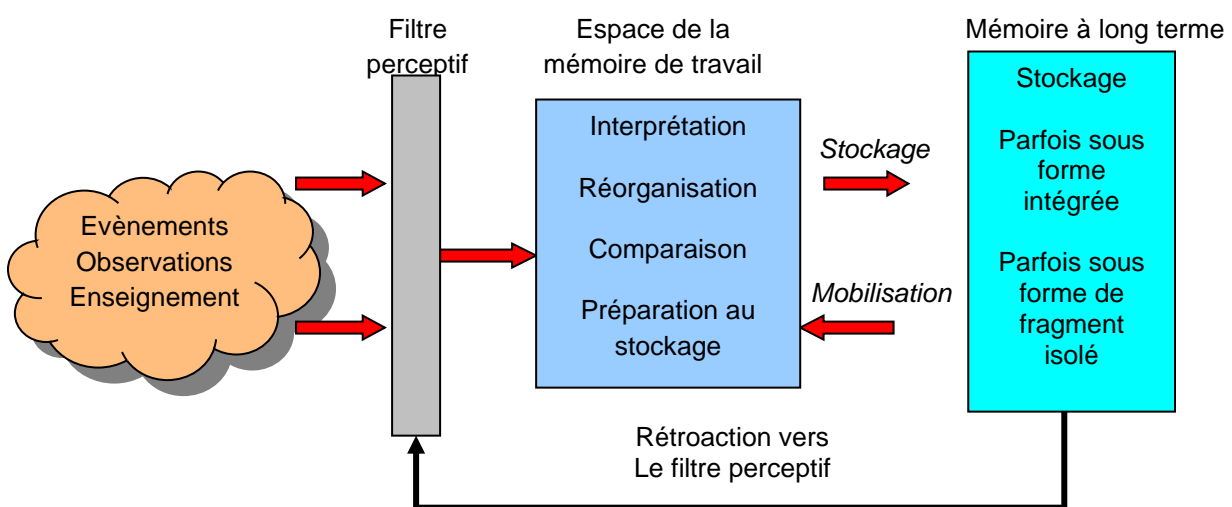 Filtre
perceptif
Espace de la
mémoire de travail
Mémoire à long terme
Evènements
Observations
Enseignement
Interprétation
Réorganisation
Comparaison
Préparation au
stockage
Stockage
Mobilisation
Stockage
Parfois sous
forme
intégrée
Parfois sous
forme de
fragment
isolé
Rétroaction vers
Le filtre perceptif